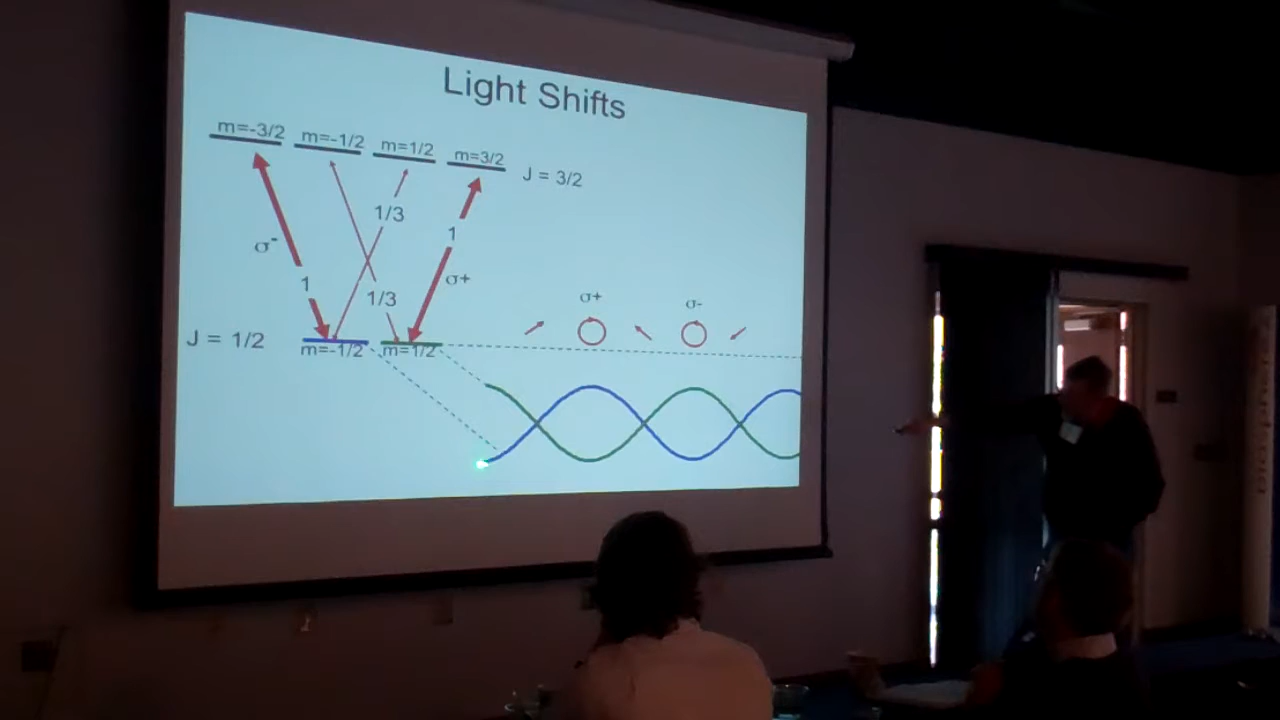 Light Shifts
m=-3/2 m=-1/2 m=1/2 m=3/2
J = 3/2
1/3
1
σ-
σ+
1
1/3
σ+ σ-
J = 1/2
m=-1/2 m=1/2